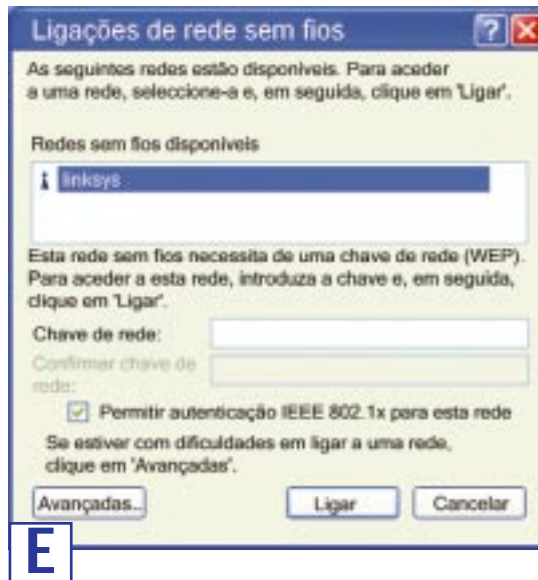 Ligações de rede sem fios
?
X
As seguintes redes estão disponíveis. Para aceder
a uma rede, seleccione-a e, em seguida, clique em 'Ligar'.
Redes sem fios disponíveis
linksys
Esta rede sem fios necessita de uma chave de rede (WEP).
Para aceder a esta rede, introduza a chave e, em seguida,
clique em 'Ligar'.
Chave de rede:
Confirmar chave de
rede:
Permitir autenticação IEEE 802.1x para esta rede
Se estiver com dificuldades em ligar a uma rede,
clique em 'Avançadas'.
Avançadas...
Ligar
Cancelar
E